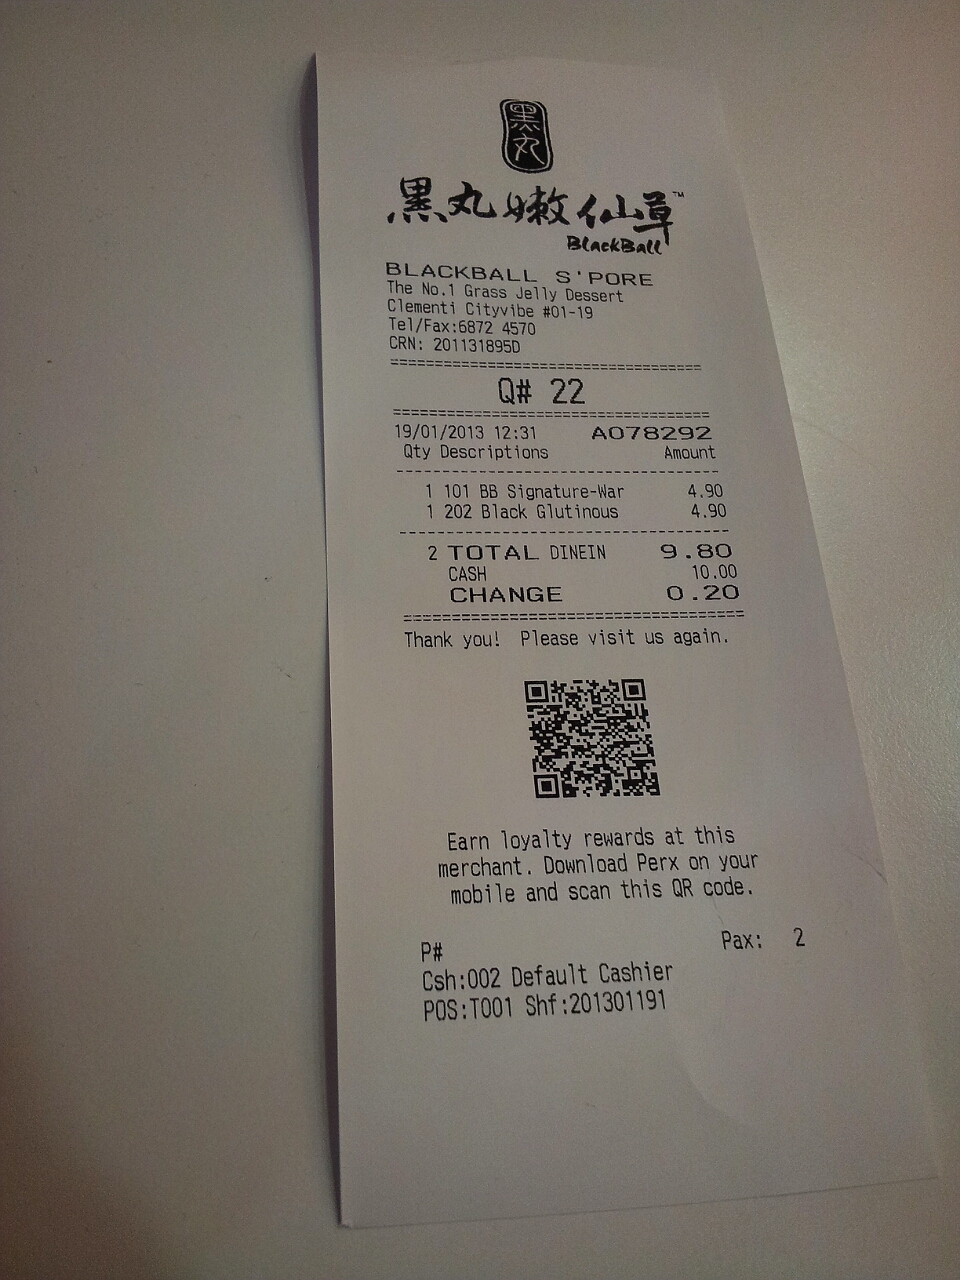 黑丸
黑丸嫩仙草™
BlackBall
BLACKBALL S'PORE
The No.1 Grass Jelly Dessert
Clementi Cityvibe #01-19
Tel/Fax:6872 4570
CRN: 201131895D
======================================
Q# 22
======================================
19/01/2013 12:31 A078292
Qty Descriptions Amount
--------------------------------------
1 101 BB Signature-War 4.90
1 202 Black Glutinous 4.90
--------------------------------------
2 TOTAL DINEIN 9.80
CASH 10.00
CHANGE 0.20
======================================
Thank you! Please visit us again.
Earn loyalty rewards at this
merchant. Download Perx on your
mobile and scan this QR code.
P# Pax: 2
Csh:002 Default Cashier
POS:T001 Shf:201301191